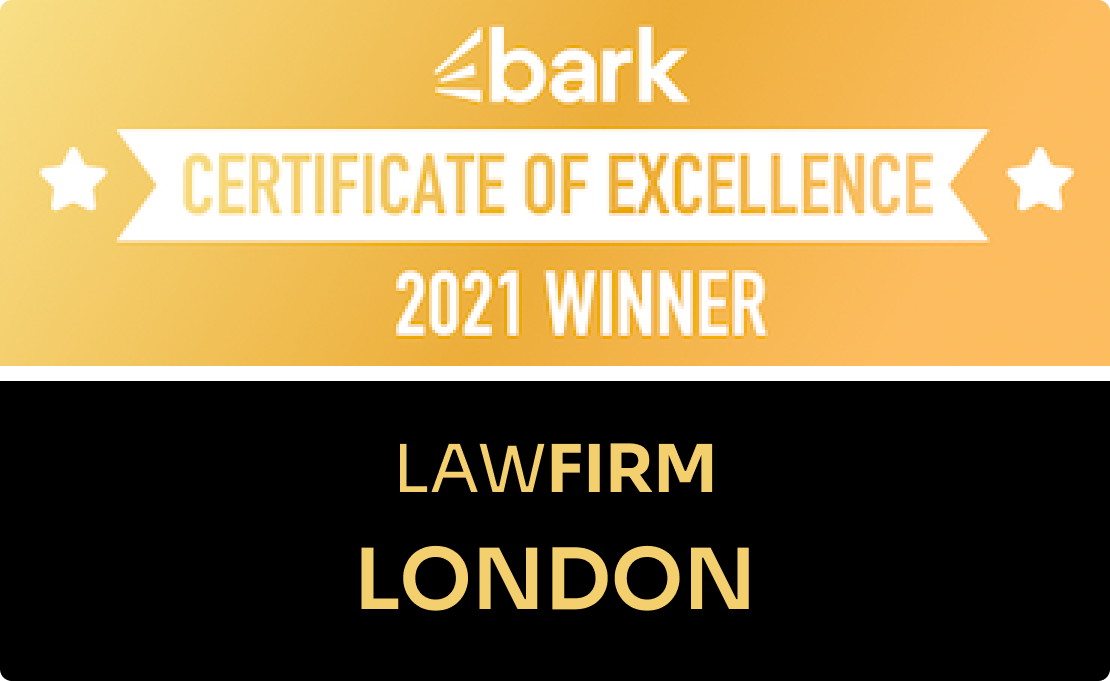 bark
CERTIFICATE OF EXCELLENCE
2021 WINNER
LAWFIRM
LONDON